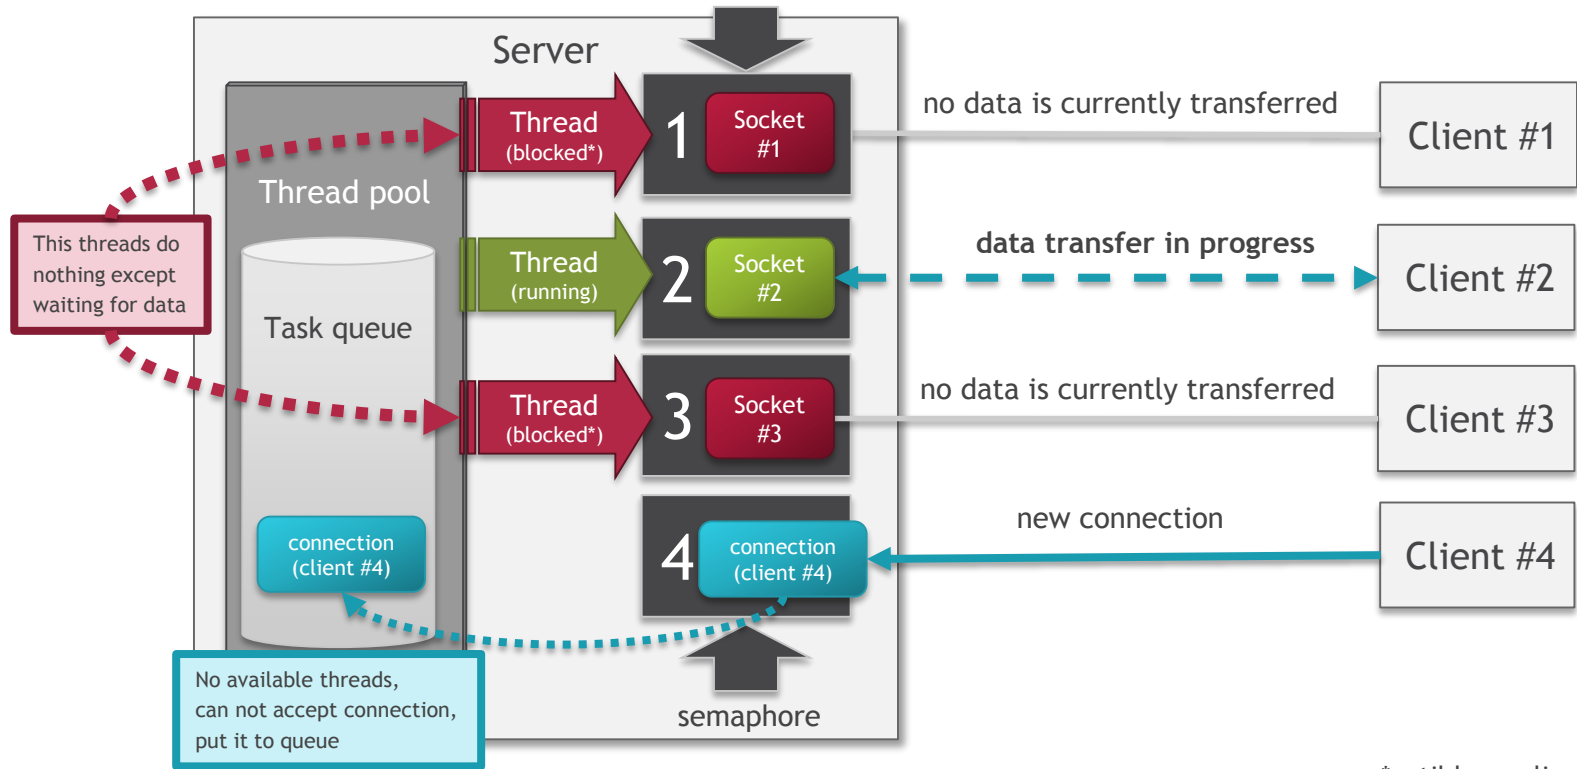 Server
Thread pool
Task queue
connection
(client #4)
This threads do
nothing except
waiting for data
No available threads,
can not accept connection,
put it to queue
Thread
(blocked*)
1
Socket
#1
no data is currently transferred
Client #1
Thread
(running)
2
Socket
#2
data transfer in progress
Client #2
Thread
(blocked*)
3
Socket
#3
no data is currently transferred
Client #3
4
connection
(client #4)
new connection
Client #4
semaphore